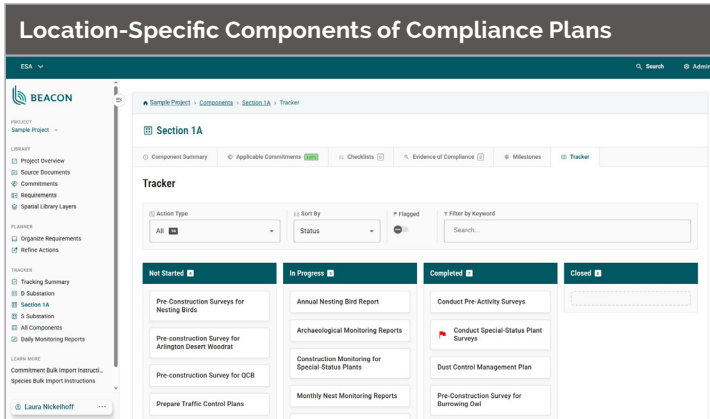 Location-Specific Components of Compliance Plans
ESA
Search
Admin
BEACON
PROJECT
Sample Project
LIBRARY
Project Overview
Source Documents
Commitments
Requirements
Spatial Library Layers
PLANNER
Organize Requirements
Refine Actions
TRACKER
Tracking Summary
D Substation
Section 1A
S Substation
All Components
Daily Monitoring Reports
LEARN MORE
Commitment Bulk Import Instructi...
Species Bulk Import Instructions
Laura Nickelhoff ...
Sample Project › Components › Section 1A › Tracker
Section 1A
Component Summary
Applicable Commitments
Checklists
Evidence of Compliance
Milestones
Tracker
Tracker
Action Type
All
Sort By
Status
Flagged
Filter by Keyword
Search...
Not Started
Pre-Construction Surveys for
Nesting Birds
Pre-construction Survey for
Arlington Desert Woodrat
Pre-construction Survey for QCB
Prepare Traffic Control Plans
In Progress
Annual Nesting Bird Report
Archaeological Monitoring Reports
Construction Monitoring for
Special-Status Plants
Monthly Nest Monitoring Reports
Completed
Conduct Pre-Activity Surveys
Conduct Special-Status Plant
Surveys
Dust Control Management Plan
Pre-Construction Survey for
Burrowing Owl
Closed